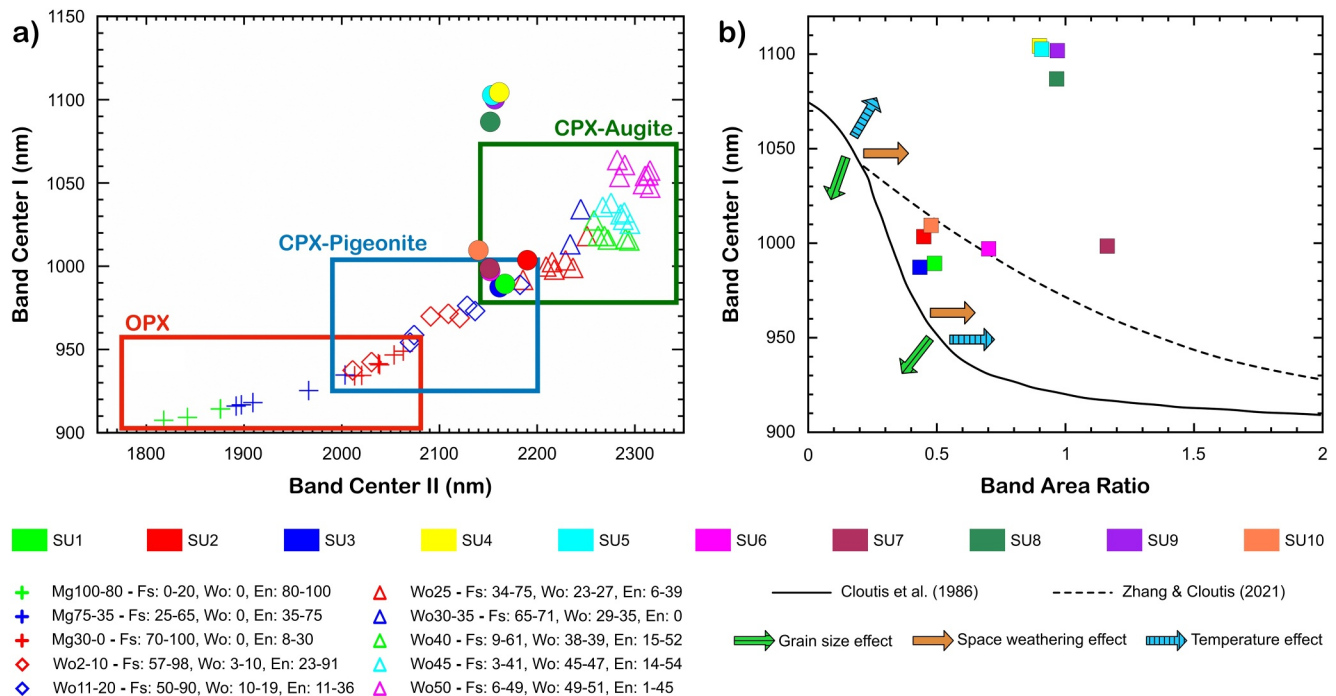 a)
1150
1100
1050
1000
950
900
Band Center I (nm)
CPX-Augite
CPX-Pigeonite
OPX
1800 1900 2000 2100 2200 2300
Band Center II (nm)
b)
1100
1050
1000
950
900
Band Center I (nm)
0 0.5 1 1.5 2
Band Area Ratio
SU1 SU2 SU3 SU4 SU5 SU6 SU7 SU8 SU9 SU10
Mg100-80 - Fs: 0-20, Wo: 0, En: 80-100
Mg75-35 - Fs: 25-65, Wo: 0, En: 35-75
Mg30-0 - Fs: 70-100, Wo: 0, En: 8-30
Wo2-10 - Fs: 57-98, Wo: 3-10, En: 23-91
Wo11-20 - Fs: 50-90, Wo: 10-19, En: 11-36
Wo25 - Fs: 34-75, Wo: 23-27, En: 6-39
Wo30-35 - Fs: 65-71, Wo: 29-35, En: 0
Wo40 - Fs: 9-61, Wo: 38-39, En: 15-52
Wo45 - Fs: 3-41, Wo: 45-47, En: 14-54
Wo50 - Fs: 6-49, Wo: 49-51, En: 1-45
Cloutis et al. (1986) Zhang & Cloutis (2021)
Grain size effect Space weathering effect Temperature effect